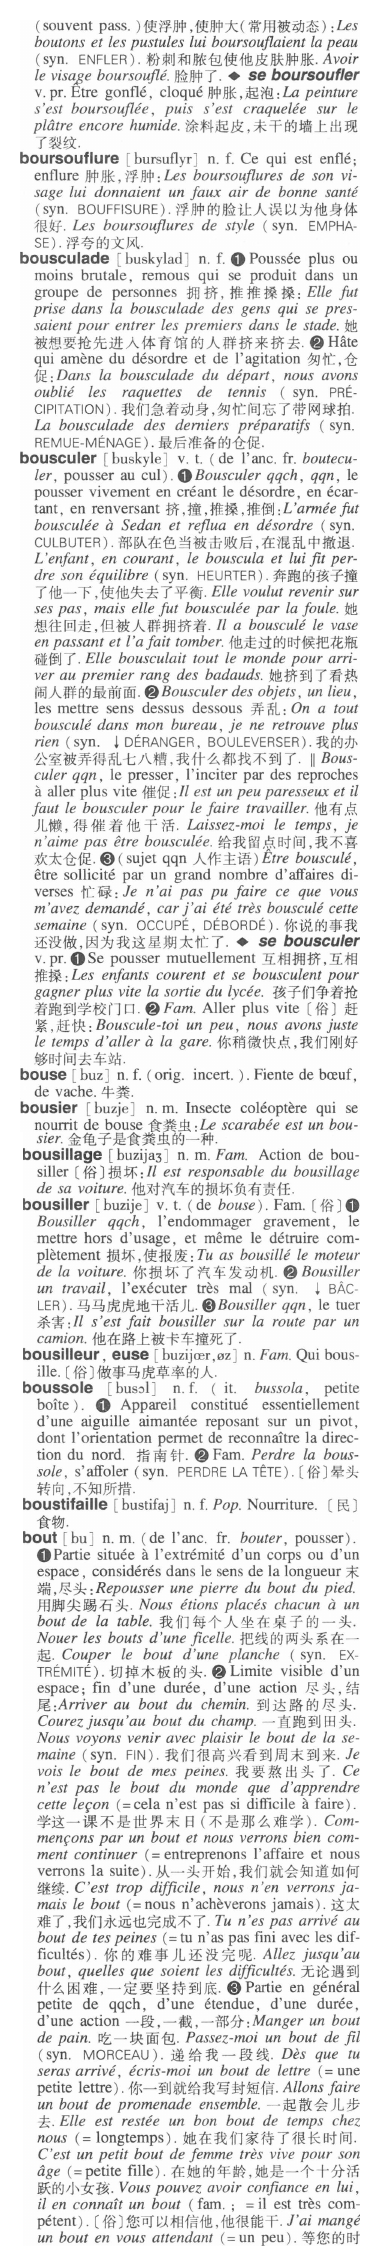 (souvent pass. )使浮肿,使肿大(常用被动态):Les
boutons et les pustules lui boursouflaient la peau
(syn. ENFLER). 粉刺和脓包使他皮肤肿胀. Avoir
le visage boursouflé. 脸肿了. ◆ se boursoufler
v. pr. Être gonflé, cloqué 肿胀,起泡:La peinture
s'est boursouflée, puis s'est craquelée sur le
plâtre encore humide. 涂料起皮,未干的墙上出现
了裂纹.
boursouflure [bursuflyr] n. f. Ce qui est enflé;
enflure 肿胀,浮肿:Les boursouflures de son vi-
sage lui donnaient un faux air de bonne santé
(syn. BOUFFISURE). 浮肿的脸让人误以为他身体
很好. Les boursouflures de style (syn. EMPHA-
SE). 浮夸的文风.
bousculade [buskylad] n. f. ❶ Poussée plus ou
moins brutale, remous qui se produit dans un
groupe de personnes 拥挤,推推搡搡: Elle fut
prise dans la bousculade des gens qui se pres-
saient pour entrer les premiers dans le stade. 她
被想要抢先进入体育馆的人群挤来挤去. ❷ Hâte
qui amène du désordre et de l'agitation 匆忙,仓
促:Dans la bousculade du départ, nous avons
oublié les raquettes de tennis (syn. PRÉ-
CIPITATION). 我们急着动身,匆忙间忘了带网球拍.
La bousculade des derniers préparatifs (syn.
REMUE-MÉNAGE). 最后准备的仓促.
bousculer [buskyle] v. t. (de l'anc. fr. boutecu-
ler, pousser au cul). ❶ Bousculer qqch, qqn, le
pousser vivement en créant le désordre, en écar-
tant, en renversant 挤,撞,推搡,推倒:L'armée fut
bousculée à Sedan et reflua en désordre (syn.
CULBUTER). 部队在色当被击败后,在混乱中撤退.
L'enfant, en courant, le bouscula et lui fit per-
dre son équilibre (syn. HEURTER). 奔跑的孩子撞
了他一下,使他失去了平衡. Elle voulut revenir sur
ses pas, mais elle fut bousculée par la foule. 她
想往回走,但被人群拥挤着. Il a bousculé le vase
en passant et l'a fait tomber. 他走过的时候把花瓶
碰倒了. Elle bousculait tout le monde pour arri-
ver au premier rang des badauds. 她挤到了看热
闹人群的最前面. ❷ Bousculer des objets, un lieu,
les mettre sens dessus dessous 弄乱:On a tout
bousculé dans mon bureau, je ne retrouve plus
rien (syn. ↓DÉRANGER, BOULEVERSER). 我的办
公室被弄得乱七八糟,我什么都找不到了. ‖ Bous-
culer qqn, le presser, l'inciter par des reproches
à aller plus vite 催促:Il est un peu paresseux et il
faut le bousculer pour le faire travailler. 他有点
儿懒, 得催着他干活. Laissez-moi le temps, je
n'aime pas être bousculée. 给我留点时间,我不喜
欢太仓促. ❸ (sujet qqn 人作主语) Être bousculé,
être sollicité par un grand nombre d'affaires di-
verses 忙碌:Je n'ai pas pu faire ce que vous
m'avez demandé, car j'ai été très bousculé cette
semaine (syn. OCCUPÉ, DÉBORDÉ). 你说的事我
还没做,因为我这星期太忙了. ◆ se bousculer
v. pr. ❶ Se pousser mutuellement 互相拥挤,互相
推搡:Les enfants courent et se bousculent pour
gagner plus vite la sortie du lycée. 孩子们争着抢
着跑到学校门口. ❷ Fam. Aller plus vite〔俗〕赶
紧,赶快:Bouscule-toi un peu, nous avons juste
le temps d'aller à la gare. 你稍微快点,我们刚好
够时间去车站.
bouse [buz] n. f. (orig. incert. ). Fiente de bœuf,
de vache. 牛粪.
bousier [buzje] n. m. Insecte coléoptère qui se
nourrit de bouse 食粪虫:Le scarabée est un bou-
sier. 金龟子是食粪虫的一种.
bousillage [buzijaʒ] n. m. Fam. Action de bou-
siller〔俗〕损坏:Il est responsable du bousillage
de sa voiture. 他对汽车的损坏负有责任.
bousiller [buzije] v. t. (de bouse). Fam.〔俗〕❶
Bousiller qqch, l'endommager gravement, le
mettre hors d'usage, et même le détruire com-
plètement 损坏,使报废:Tu as bousillé le moteur
de la voiture. 你损坏了汽车发动机. ❷ Bousiller
un travail, l'exécuter très mal (syn. ↓ BÂC-
LER). 马马虎虎地干活儿. ❸ Bousiller qqn, le tuer
杀害:Il s'est fait bousiller sur la route par un
camion. 他在路上被卡车撞死了.
bousilleur, euse [buzijœr,øz] n. Fam. Qui bous-
ille.〔俗〕做事马虎草率的人.
boussole [busɔl] n. f. (it. bussola, petite
boîte). ❶ Appareil constitué essentiellement
d'une aiguille aimantée reposant sur un pivot,
dont l'orientation permet de reconnaître la direc-
tion du nord. 指南针. ❷ Fam. Perdre la bous-
sole, s'affoler (syn. PERDRE LA TÊTE).〔俗〕晕头
转向,不知所措.
boustifaille [bustifaj] n. f. Pop. Nourriture.〔民〕
食物.
bout [bu] n. m. (de l'anc. fr. bouter, pousser).
❶ Partie située à l'extrémité d'un corps ou d'un
espace, considérés dans le sens de la longueur 末
端,尽头:Repousser une pierre du bout du pied.
用脚尖踢石头. Nous étions placés chacun à un
bout de la table. 我们每个人坐在桌子的一头.
Nouer les bouts d'une ficelle. 把线的两头系在一
起. Couper le bout d'une planche (syn. EX-
TRÉMITÉ). 切掉木板的头. ❷ Limite visible d'un
espace; fin d'une durée, d'une action 尽头,结
尾:Arriver au bout du chemin. 到达路的尽头.
Courez jusqu'au bout du champ. 一直跑到田头.
Nous voyons venir avec plaisir le bout de la se-
maine (syn. FIN). 我们很高兴看到周末到来. Je
vois le bout de mes peines. 我要熬出头了. Ce
n'est pas le bout du monde que d'apprendre
cette leçon (=cela n'est pas si difficile à faire).
学这一课不是世界末日(不是那么难学). Com-
mençons par un bout et nous verrons bien com-
ment continuer (= entreprenons l'affaire et nous
verrons la suite). 从一头开始,我们就会知道如何
继续. C'est trop difficile, nous n'en verrons ja-
mais le bout (=nous n'achèverons jamais). 这太
难了,我们永远也完成不了. Tu n'es pas arrivé au
bout de tes peines (=tu n'as pas fini avec les dif-
ficultés). 你的难事儿还没完呢. Allez jusqu'au
bout, quelles que soient les difficultés. 无论遇到
什么困难,一定要坚持到底. ❸ Partie en général
petite de qqch, d'une étendue, d'une durée,
d'une action 一段,一截,一部分:Manger un bout
de pain. 吃一块面包. Passez-moi un bout de fil
(syn. MORCEAU). 递给我一段线. Dès que tu
seras arrivé, écris-moi un bout de lettre (= une
petite lettre). 你一到就给我写封短信. Allons faire
un bout de promenade ensemble. 一起散会儿步
去. Elle est restée un bon bout de temps chez
nous (= longtemps). 她在我们家待了很长时间.
C'est un petit bout de femme très vive pour son
âge (=petite fille). 在她的年龄,她是一个十分活
跃的小女孩. Vous pouvez avoir confiance en lui,
il en connaît un bout (fam. ; =il est très com-
pétent).〔俗〕您可以相信他,他很能干. J'ai mangé
un bout en vous attendant (=un peu). 等您的时